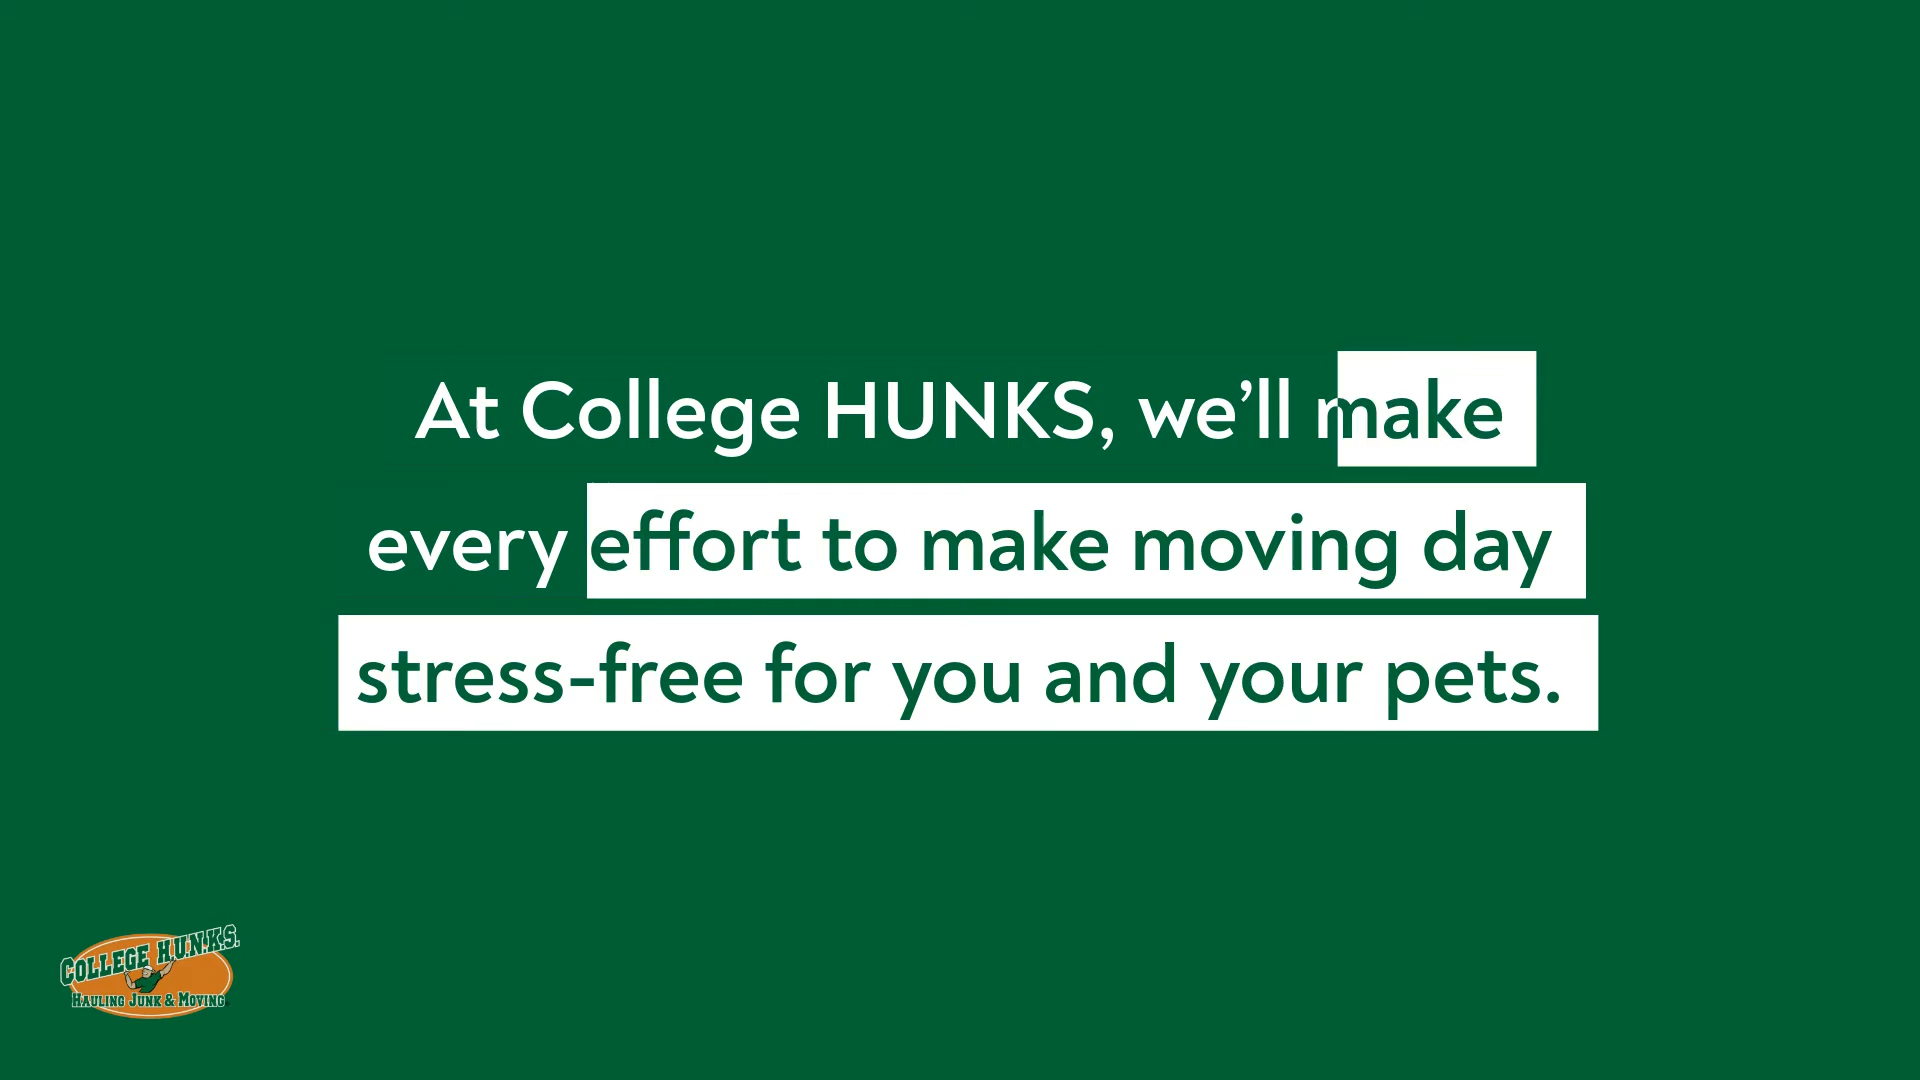 At College HUNKS, we’ll make
every effort to make moving day
stress-free for you and your pets.
COLLEGE H.U.N.K.S.
HAULING JUNK & MOVING